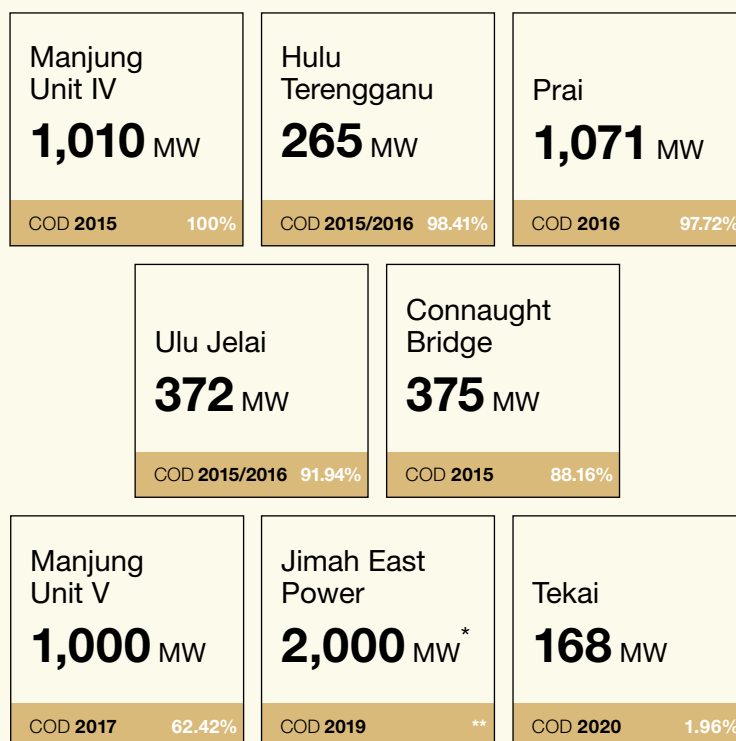 Manjung
Unit IV
1,010 MW
COD 2015 100%
Hulu
Terengganu
265 MW
COD 2015/2016 98.41%
Prai
1,071 MW
COD 2016 97.72%
Ulu Jelai
372 MW
COD 2015/2016 91.94%
Connaught
Bridge
375 MW
COD 2015 88.16%
Manjung
Unit V
1,000 MW
COD 2017 62.42%
Jimah East
Power
2,000 MW*
COD 2019 **
Tekai
168 MW
COD 2020 1.96%